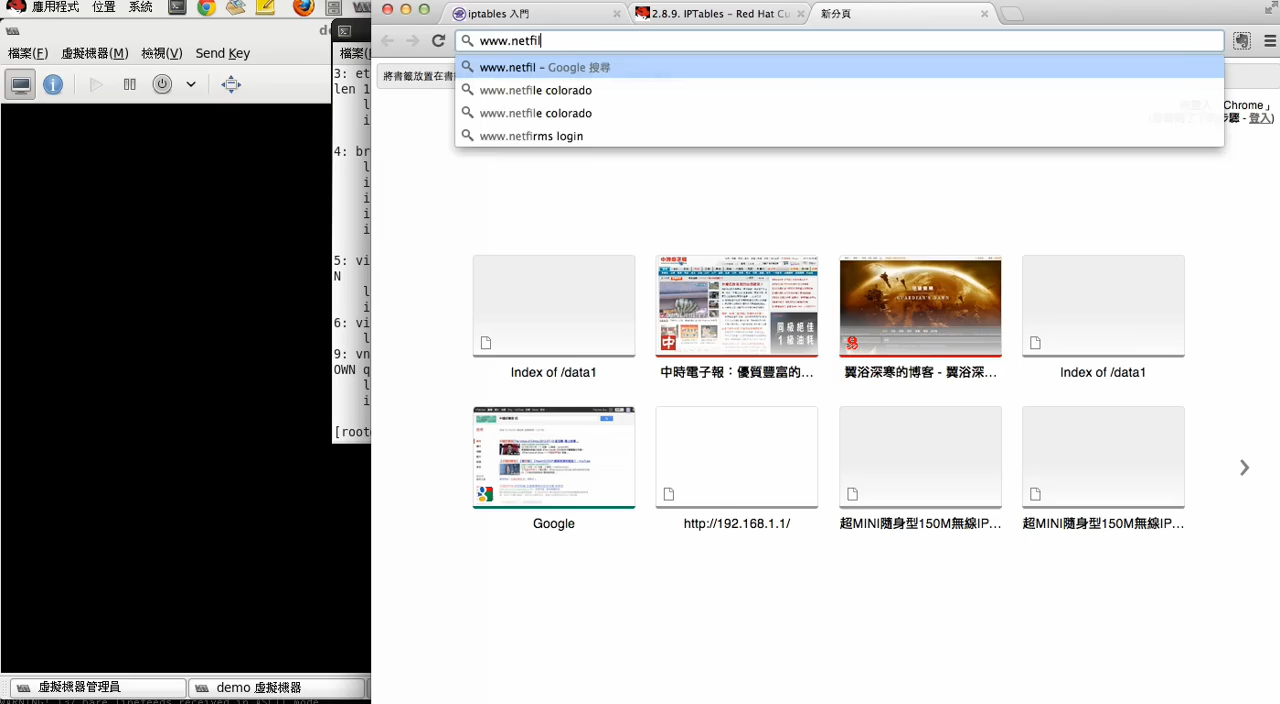 應用程式 位置 系統
檔案(F) 虛擬機器(M) 檢視(V) Send Key
3: et
len 1
4: br
5: vi
N
6: vi
9: vn
OWN q
[root
虛擬機器管理員
demo 虛擬機器
iptables 入門
2.8.9. IPTables – Red Hat Cu
新分頁
www.netfil
www.netfil – Google 搜尋
www.netfile colorado
www.netfile colorado
www.netfirms login
將書籤放置在書
Chrome」
登入)
Index of /data1
中時電子報：優質豐富的...
翼浴深寒的博客 - 翼浴深...
Index of /data1
Google
http://192.168.1.1/
超MINI隨身型150M無線IP...
超MINI隨身型150M無線IP...